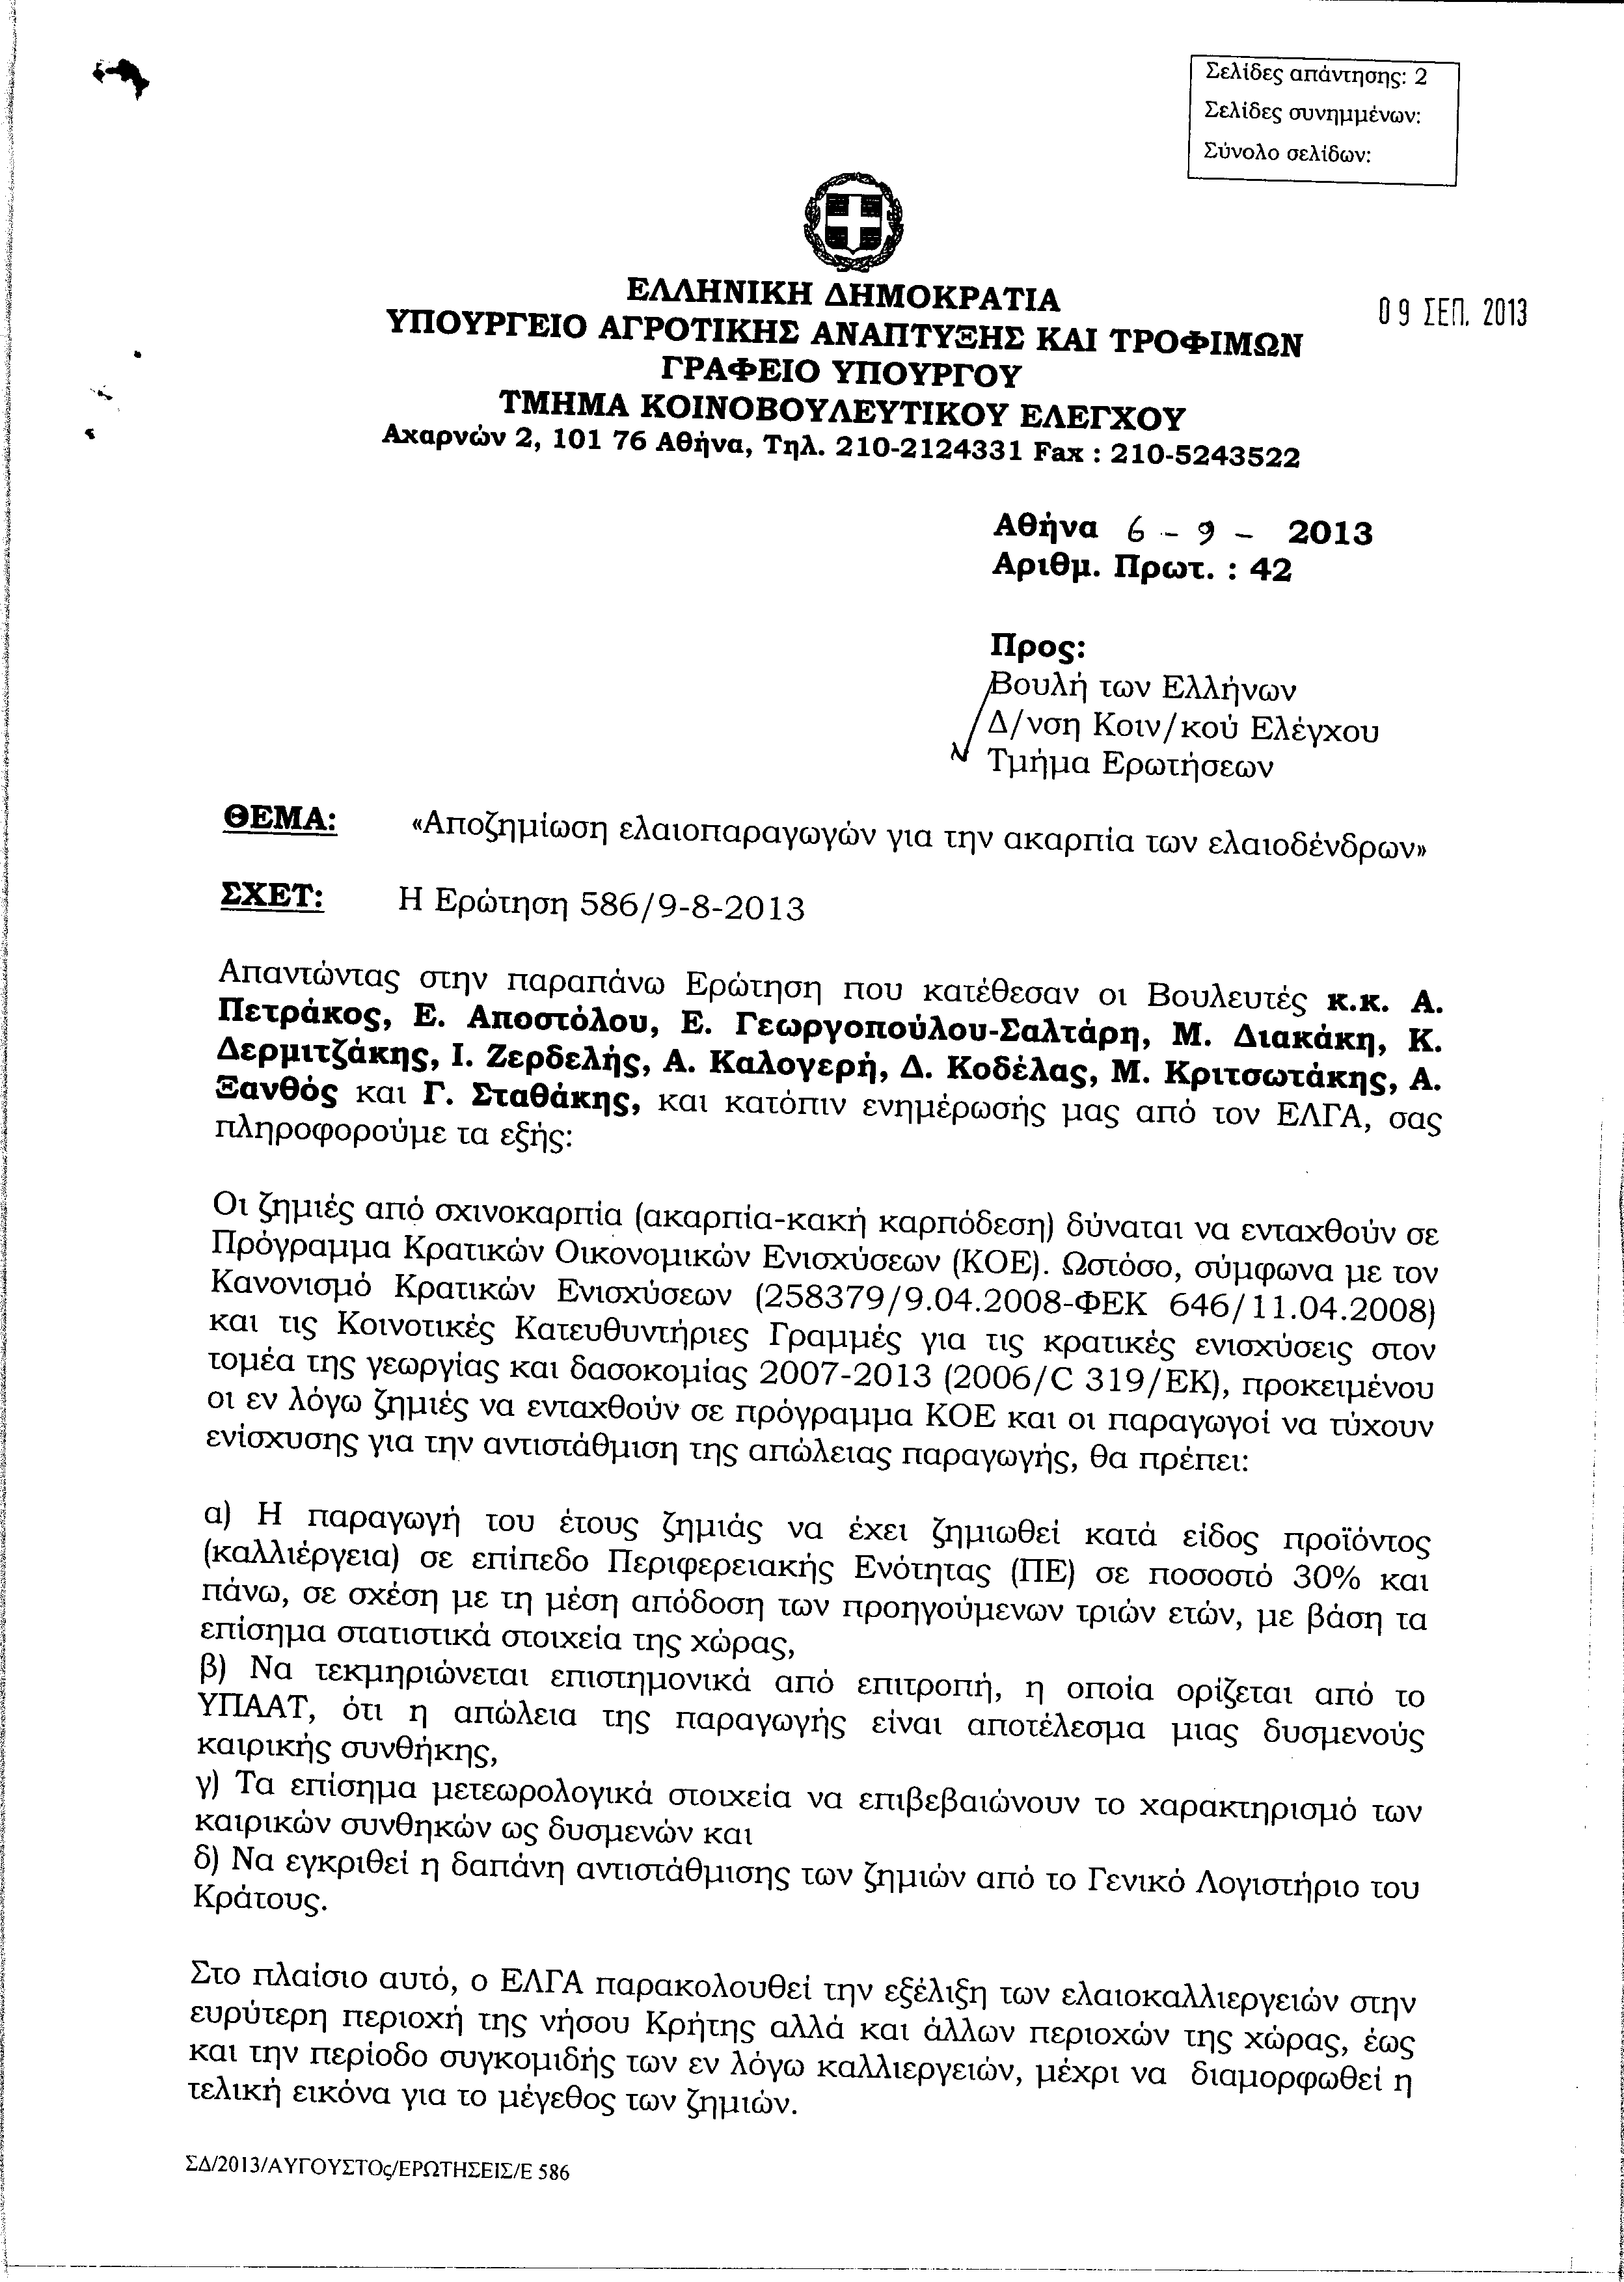 Σελίδες απάντησης: 2
Σελίδες συνημμένων:
Σύνολο σελίδων:
ΕΛΛΗΝΙΚΗ ΔΗΜΟΚΡΑΤΙΑ
ΥΠΟΥΡΓΕΙΟ ΑΓΡΟΤΙΚΗΣ ΑΝΑΠΤΥΞΗΣ ΚΑΙ ΤΡΟΦΙΜΩΝ
09 ΣΕΠ. 2013
ΓΡΑΦΕΙΟ ΥΠΟΥΡΓΟΥ
ΤΜΗΜΑ ΚΟΙΝΟΒΟΥΛΕΥΤΙΚΟΥ ΕΛΕΓΧΟΥ
Αχαρνών 2, 101 76 Αθήνα, Τηλ. 210-2124331 Fax : 210-5243522
Αθήνα 6 - 9 - 2013
Αριθμ. Πρωτ. : 42
Προς:
Βουλή των Ελλήνων
Δ/νση Κοιν/κού Ελέγχου
Τμήμα Ερωτήσεων
ΘΕΜΑ: «Αποζημίωση ελαιοπαραγωγών για την ακαρπία των ελαιοδένδρων»
ΣΧΕΤ: Η Ερώτηση 586/9-8-2013
Απαντώντας στην παραπάνω Ερώτηση που κατέθεσαν οι Βουλευτές κ.κ. Α.
Πετράκος, Ε. Αποστόλου, Ε. Γεωργοπούλου-Σαλτάρη, Μ. Διακάκη, Κ.
Δερμιτζάκης, Ι. Ζερδελής, Α. Καλογερή, Δ. Κοδέλας, Μ. Κριτσωτάκης, Α.
Ξανθός και Γ. Σταθάκης, και κατόπιν ενημέρωσής μας από τον ΕΛΓΑ, σας
πληροφορούμε τα εξής:
Οι ζημιές από σχινοκαρπία (ακαρπία-κακή καρπόδεση) δύναται να ενταχθούν σε
Πρόγραμμα Κρατικών Οικονομικών Ενισχύσεων (ΚΟΕ). Ωστόσο, σύμφωνα με τον
Κανονισμό Κρατικών Ενισχύσεων (258379/9.04.2008-ΦΕΚ 646/11.04.2008)
και τις Κοινοτικές Κατευθυντήριες Γραμμές για τις κρατικές ενισχύσεις στον
τομέα της γεωργίας και δασοκομίας 2007-2013 (2006/C 319/ΕΚ), προκειμένου
οι εν λόγω ζημιές να ενταχθούν σε πρόγραμμα ΚΟΕ και οι παραγωγοί να τύχουν
ενίσχυσης για την αντιστάθμιση της απώλειας παραγωγής, θα πρέπει:
α) Η παραγωγή του έτους ζημιάς να έχει ζημιωθεί κατά είδος προϊόντος
(καλλιέργεια) σε επίπεδο Περιφερειακής Ενότητας (ΠΕ) σε ποσοστό 30% και
πάνω, σε σχέση με τη μέση απόδοση των προηγούμενων τριών ετών, με βάση τα
επίσημα στατιστικά στοιχεία της χώρας,
β) Να τεκμηριώνεται επιστημονικά από επιτροπή, η οποία ορίζεται από το
ΥΠΑΑΤ, ότι η απώλεια της παραγωγής είναι αποτέλεσμα μιας δυσμενούς
καιρικής συνθήκης,
γ) Τα επίσημα μετεωρολογικά στοιχεία να επιβεβαιώνουν το χαρακτηρισμό των
καιρικών συνθηκών ως δυσμενών και
δ) Να εγκριθεί η δαπάνη αντιστάθμισης των ζημιών από το Γενικό Λογιστήριο του
Κράτους.
Στο πλαίσιο αυτό, ο ΕΛΓΑ παρακολουθεί την εξέλιξη των ελαιοκαλλιεργειών στην
ευρύτερη περιοχή της νήσου Κρήτης αλλά και άλλων περιοχών της χώρας, έως
και την περίοδο συγκομιδής των εν λόγω καλλιεργειών, μέχρι να διαμορφωθεί η
τελική εικόνα για το μέγεθος των ζημιών.
ΣΔ/2013/ΑΥΓΟΥΣΤΟς/ΕΡΩΤΗΣΕΙΣ/Ε 586